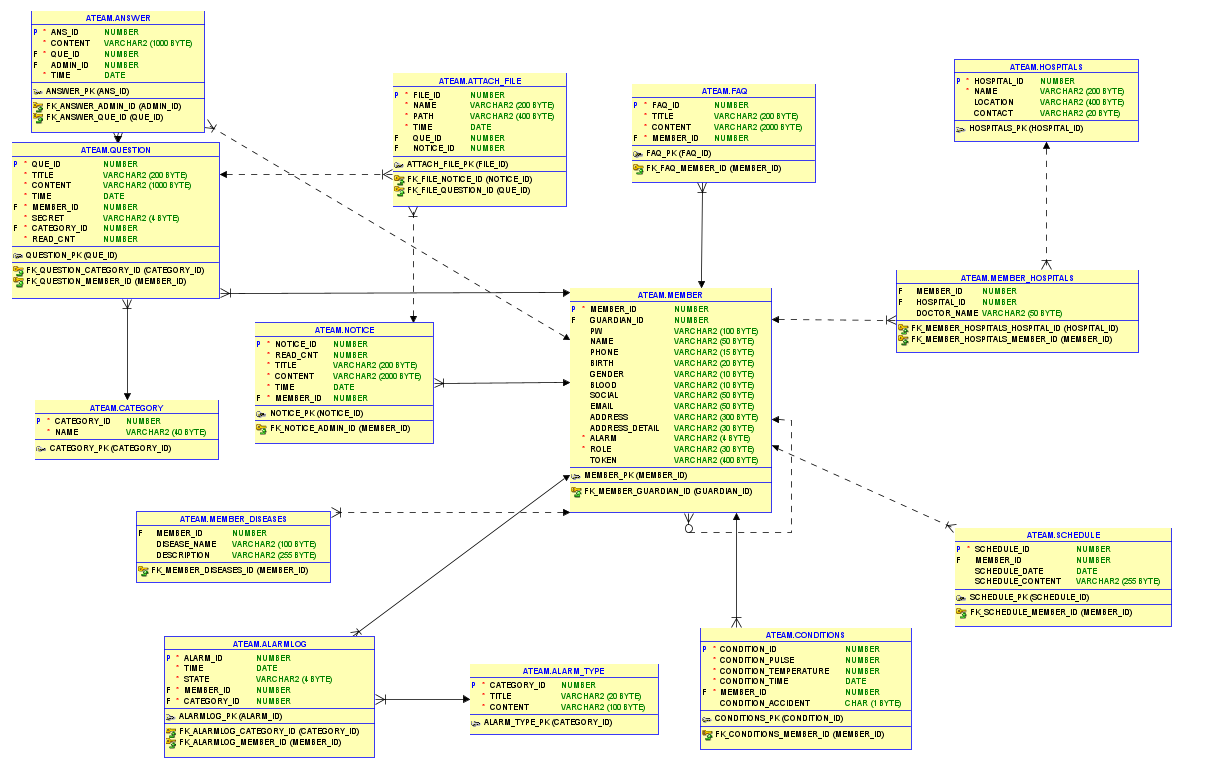 ATEAM.ANSWER
P * ANS_ID NUMBER
* CONTENT VARCHAR2 (1000 BYTE)
F * QUE_ID NUMBER
F * ADMIN_ID NUMBER
* TIME DATE
ANSWER_PK (ANS_ID)
FK_ANSWER_ADMIN_ID (ADMIN_ID)
FK_ANSWER_QUE_ID (QUE_ID)
ATEAM.ATTACH_FILE
P * FILE_ID NUMBER
* NAME VARCHAR2 (200 BYTE)
* PATH VARCHAR2 (400 BYTE)
* TIME DATE
F QUE_ID NUMBER
F NOTICE_ID NUMBER
ATTACH_FILE_PK (FILE_ID)
FK_FILE_NOTICE_ID (NOTICE_ID)
FK_FILE_QUESTION_ID (QUE_ID)
ATEAM.FAQ
P * FAQ_ID NUMBER
* TITLE VARCHAR2 (200 BYTE)
* CONTENT VARCHAR2 (2000 BYTE)
F * MEMBER_ID NUMBER
FAQ_PK (FAQ_ID)
FK_FAQ_MEMBER_ID (MEMBER_ID)
ATEAM.HOSPITALS
P * HOSPITAL_ID NUMBER
* NAME VARCHAR2 (200 BYTE)
LOCATION VARCHAR2 (400 BYTE)
CONTACT VARCHAR2 (20 BYTE)
HOSPITALS_PK (HOSPITAL_ID)
ATEAM.QUESTION
P * QUE_ID NUMBER
* TITLE VARCHAR2 (200 BYTE)
* CONTENT VARCHAR2 (1000 BYTE)
* TIME DATE
F * MEMBER_ID NUMBER
* SECRET VARCHAR2 (4 BYTE)
F * CATEGORY_ID NUMBER
* READ_CNT NUMBER
QUESTION_PK (QUE_ID)
FK_QUESTION_CATEGORY_ID (CATEGORY_ID)
FK_QUESTION_MEMBER_ID (MEMBER_ID)
ATEAM.MEMBER_HOSPITALS
F MEMBER_ID NUMBER
F HOSPITAL_ID NUMBER
DOCTOR_NAME VARCHAR2 (50 BYTE)
FK_MEMBER_HOSPITALS_HOSPITAL_ID (HOSPITAL_ID)
FK_MEMBER_HOSPITALS_MEMBER_ID (MEMBER_ID)
ATEAM.MEMBER
P * MEMBER_ID NUMBER
F GUARDIAN_ID NUMBER
PW VARCHAR2 (100 BYTE)
NAME VARCHAR2 (50 BYTE)
PHONE VARCHAR2 (15 BYTE)
BIRTH VARCHAR2 (20 BYTE)
GENDER VARCHAR2 (10 BYTE)
BLOOD VARCHAR2 (10 BYTE)
SOCIAL VARCHAR2 (50 BYTE)
EMAIL VARCHAR2 (50 BYTE)
ADDRESS VARCHAR2 (300 BYTE)
ADDRESS_DETAIL VARCHAR2 (30 BYTE)
* ALARM VARCHAR2 (4 BYTE)
* ROLE VARCHAR2 (30 BYTE)
TOKEN VARCHAR2 (400 BYTE)
MEMBER_PK (MEMBER_ID)
FK_MEMBER_GUARDIAN_ID (GUARDIAN_ID)
ATEAM.NOTICE
P * NOTICE_ID NUMBER
* READ_CNT NUMBER
* TITLE VARCHAR2 (200 BYTE)
* CONTENT VARCHAR2 (2000 BYTE)
* TIME DATE
F * MEMBER_ID NUMBER
NOTICE_PK (NOTICE_ID)
FK_NOTICE_ADMIN_ID (MEMBER_ID)
ATEAM.CATEGORY
P * CATEGORY_ID NUMBER
* NAME VARCHAR2 (40 BYTE)
CATEGORY_PK (CATEGORY_ID)
ATEAM.MEMBER_DISEASES
F MEMBER_ID NUMBER
DISEASE_NAME VARCHAR2 (100 BYTE)
DESCRIPTION VARCHAR2 (255 BYTE)
FK_MEMBER_DISEASES_ID (MEMBER_ID)
ATEAM.SCHEDULE
P * SCHEDULE_ID NUMBER
F MEMBER_ID NUMBER
SCHEDULE_DATE DATE
SCHEDULE_CONTENT VARCHAR2 (255 BYTE)
SCHEDULE_PK (SCHEDULE_ID)
FK_SCHEDULE_MEMBER_ID (MEMBER_ID)
ATEAM.ALARMLOG
P * ALARM_ID NUMBER
* TIME DATE
* STATE VARCHAR2 (4 BYTE)
F * MEMBER_ID NUMBER
F * CATEGORY_ID NUMBER
ALARMLOG_PK (ALARM_ID)
FK_ALARMLOG_CATEGORY_ID (CATEGORY_ID)
FK_ALARMLOG_MEMBER_ID (MEMBER_ID)
ATEAM.ALARM_TYPE
P * CATEGORY_ID NUMBER
* TITLE VARCHAR2 (20 BYTE)
* CONTENT VARCHAR2 (100 BYTE)
ALARM_TYPE_PK (CATEGORY_ID)
ATEAM.CONDITIONS
P * CONDITION_ID NUMBER
* CONDITION_PULSE NUMBER
* CONDITION_TEMPERATURE NUMBER
* CONDITION_TIME DATE
F * MEMBER_ID NUMBER
CONDITION_ACCIDENT CHAR (1 BYTE)
CONDITIONS_PK (CONDITION_ID)
FK_CONDITIONS_MEMBER_ID (MEMBER_ID)